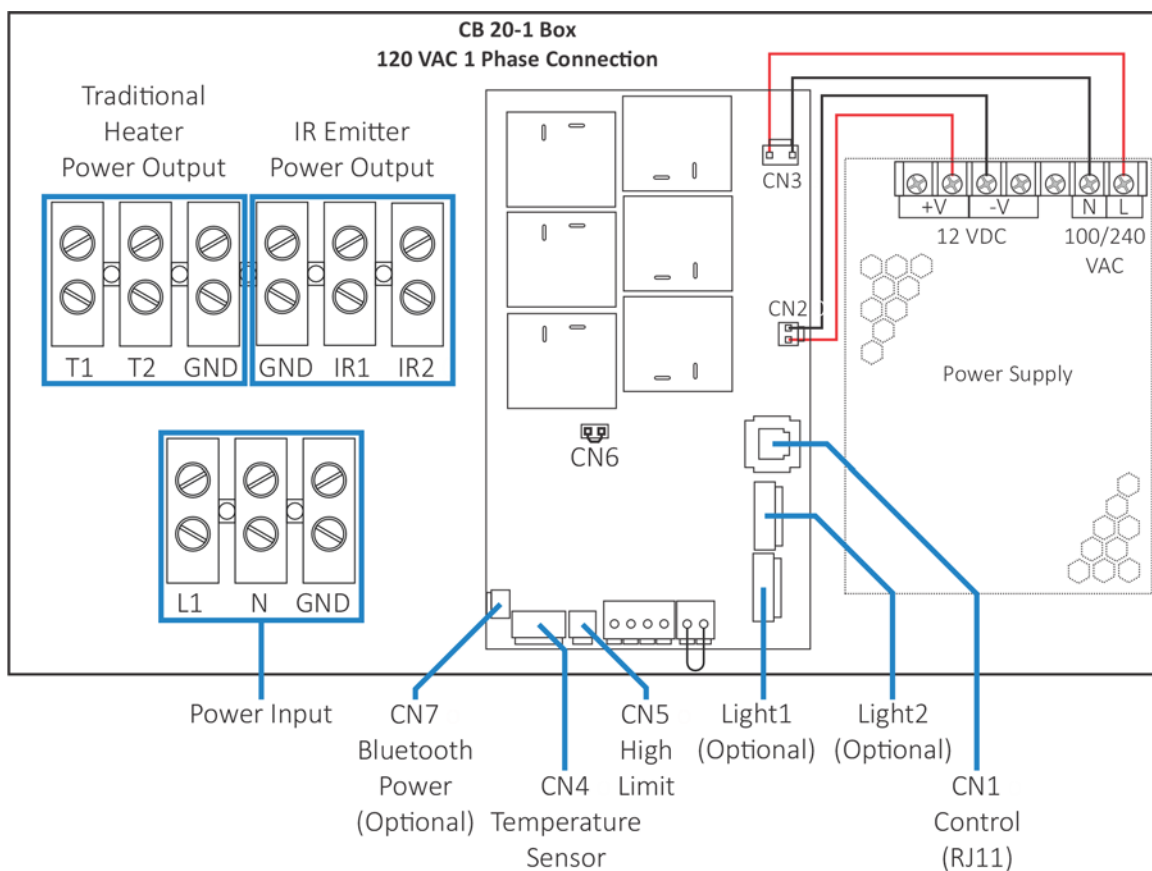 CB 20-1 Box
120 VAC 1 Phase Connection
Traditional
Heater
Power Output
IR Emitter
Power Output
T1 T2 GND GND IR1 IR2
L1 N GND
CN3
CN2
CN6
+V -V N L
12 VDC
100/240
VAC
Power Supply
Power Input
CN7
Bluetooth
Power
(Optional)
CN4
Temperature
Sensor
CN5
High
Limit
Light1
(Optional)
Light2
(Optional)
CN1
Control
(RJ11)